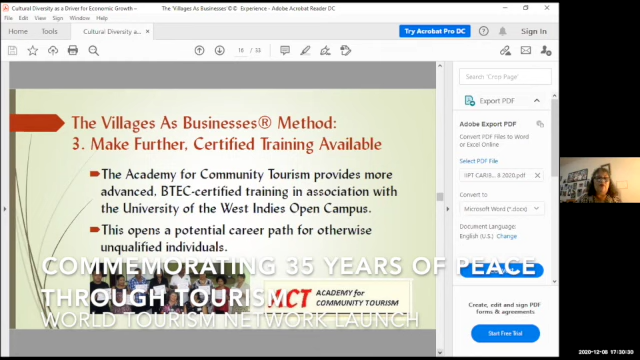 Cultural Diversity as a Driver for Economic Growth –
The 'Villages As Businesses'©© Experience - Adobe Acrobat Reader DC
File Edit View Sign Window Help
Home Tools
Cultural Diversity as a ... ×
Try Acrobat Pro DC
Sign In
/ 33
The Villages As Businesses® Method:
3. Make Further, Certified Training Available
The Academy for Community Tourism provides more
advanced, BTEC-certified training in association with
the University of the West Indies Open Campus.
This opens a potential career path for otherwise
unqualified individuals.
COMMEMORATING 35 YEARS OF PEACE
THROUGH TOURISM
WORLD TOURISM NETWORK LAUNCH
ACT
ACADEMY for
COMMUNITY TOURISM
Search 'Crop Page'
Export PDF
Adobe Export PDF
Convert PDF Files to Word
or Excel Online
Select PDF File
IIPT CARIB... 8 2020.pdf ×
Convert to
Microsoft Word (*.docx)
Document Language:
English (U.S.) Change
Create, edit and sign PDF
forms & agreements
Start Free Trial
2020-12-08 17:30:30